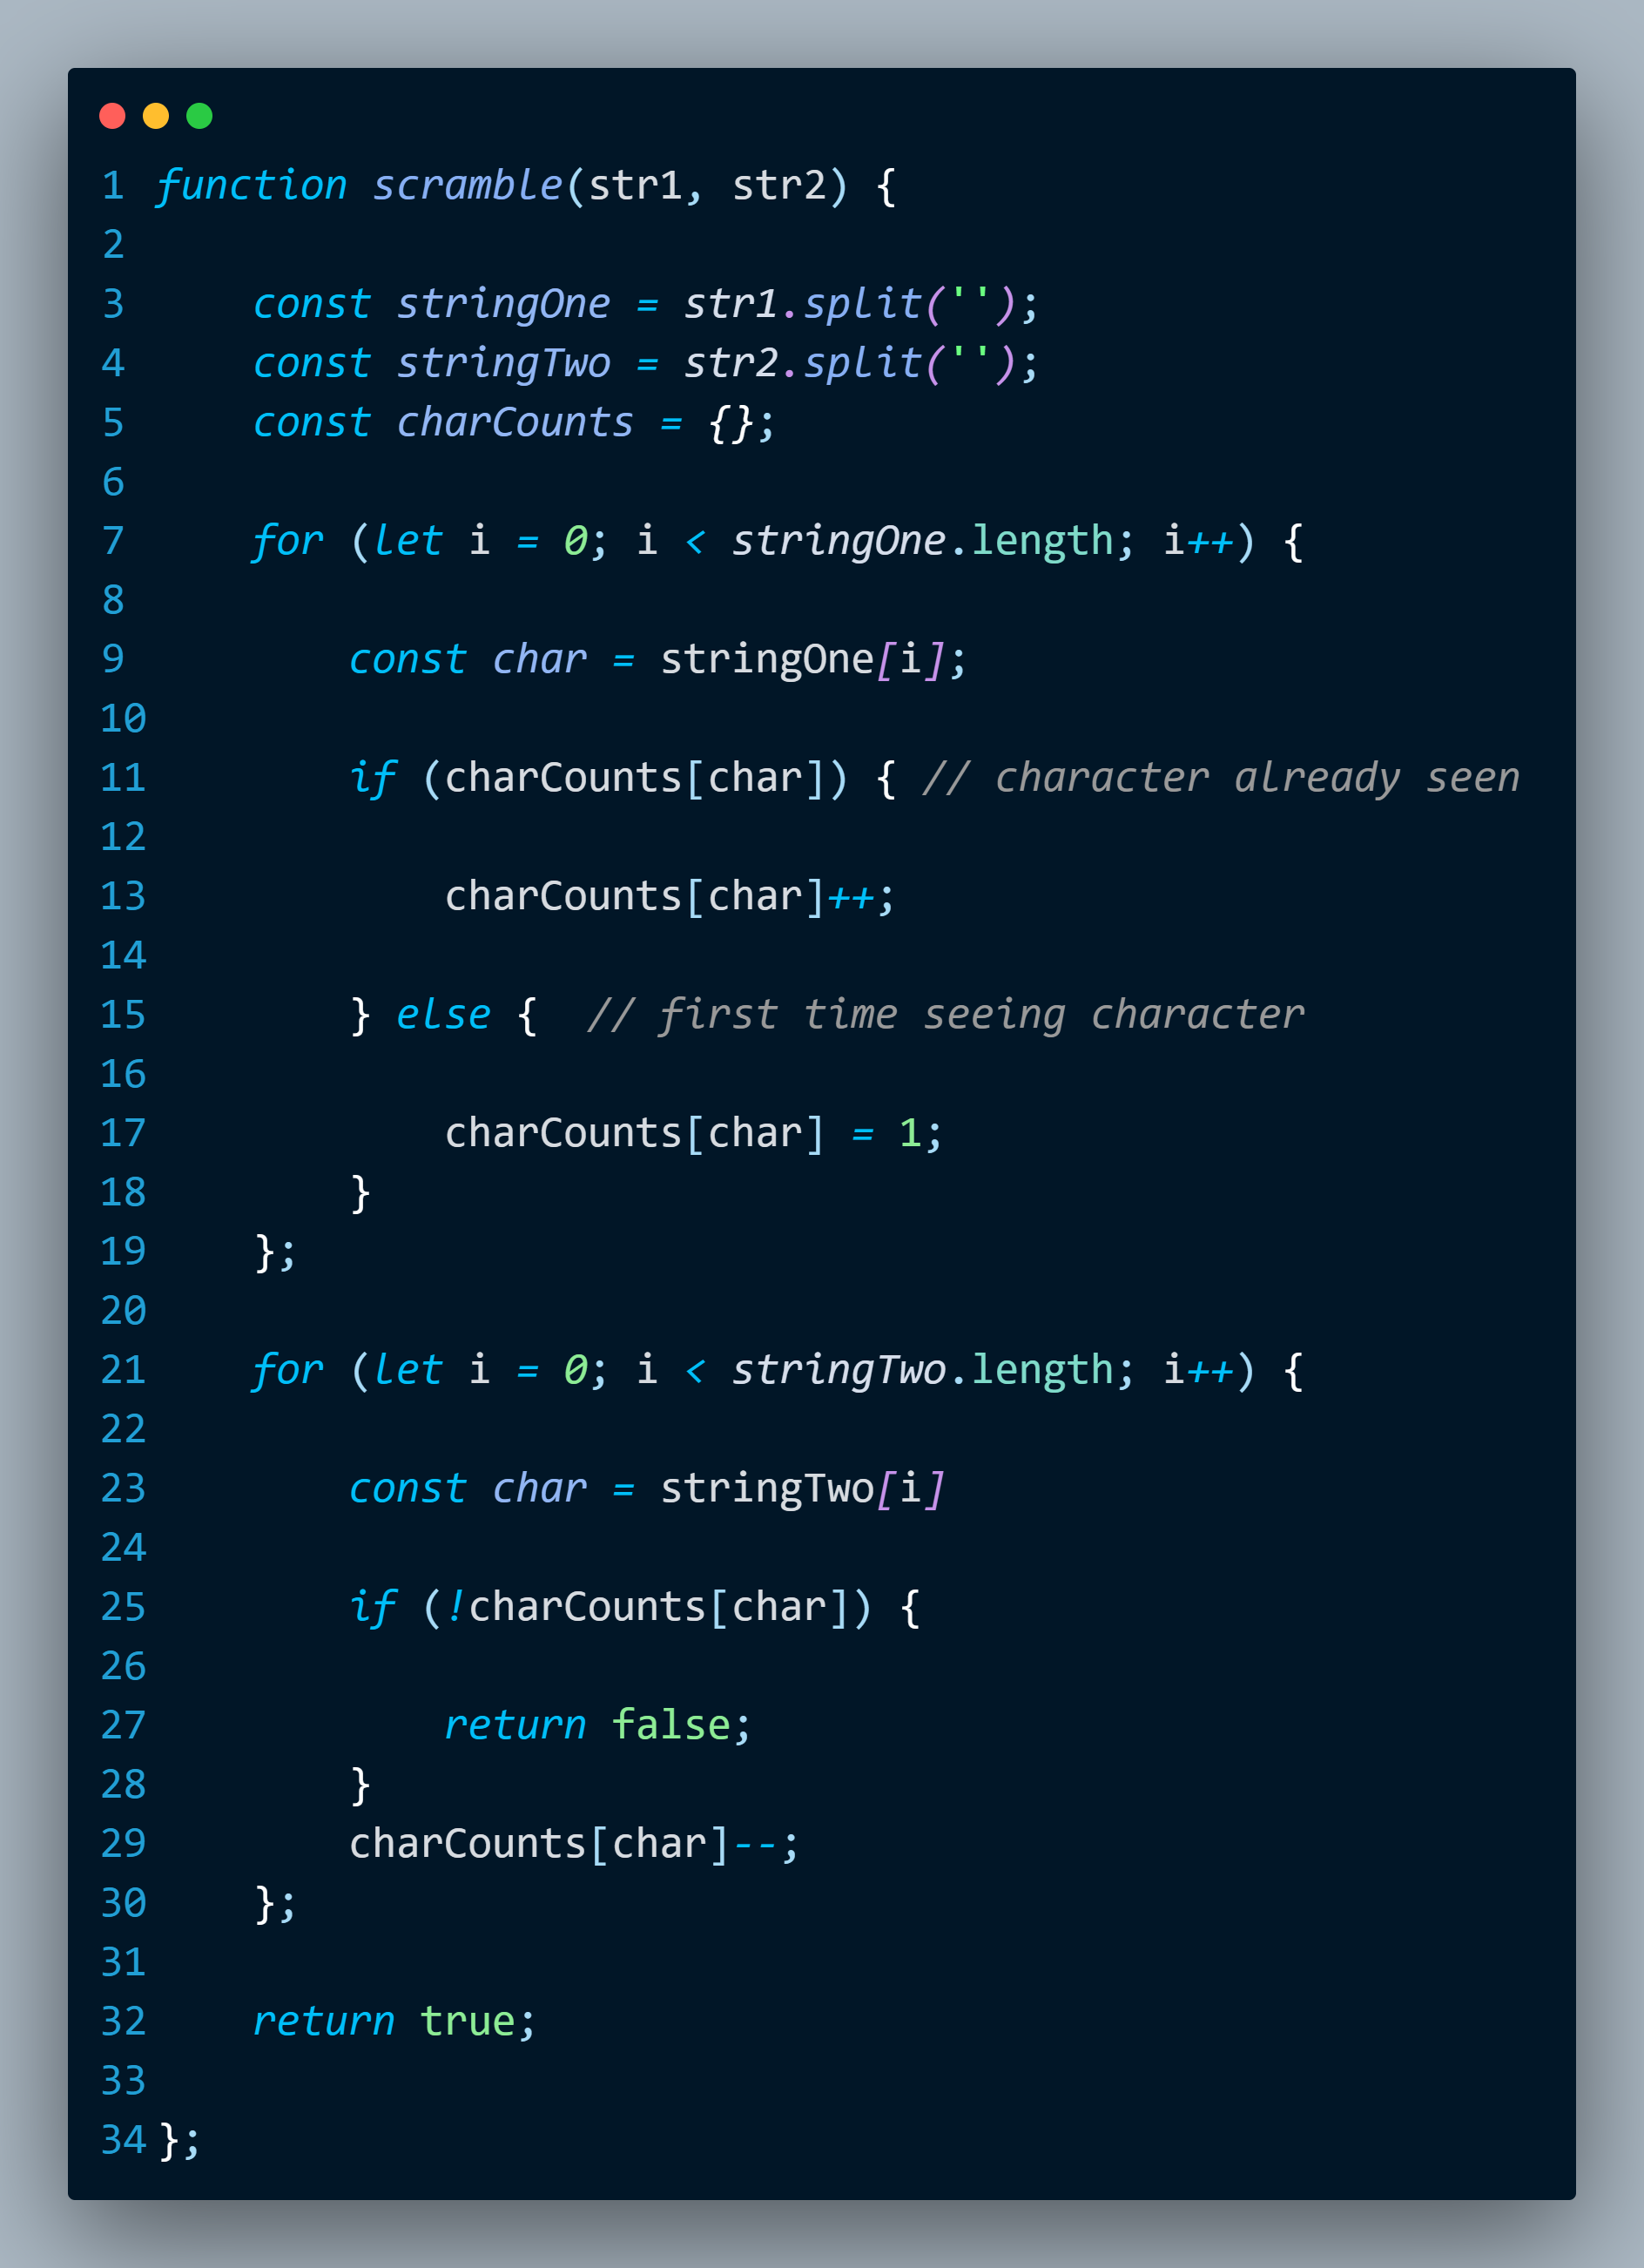 1 function scramble(str1, str2) {
2
3     const stringOne = str1.split('');
4     const stringTwo = str2.split('');
5     const charCounts = {};
6
7     for (let i = 0; i < stringOne.length; i++) {
8
9         const char = stringOne[i];
10
11         if (charCounts[char]) { // character already seen
12
13             charCounts[char]++;
14
15         } else {  // first time seeing character
16
17             charCounts[char] = 1;
18         }
19     };
20
21     for (let i = 0; i < stringTwo.length; i++) {
22
23         const char = stringTwo[i]
24
25         if (!charCounts[char]) {
26
27             return false;
28         }
29         charCounts[char]--;
30     };
31
32     return true;
33
34 };